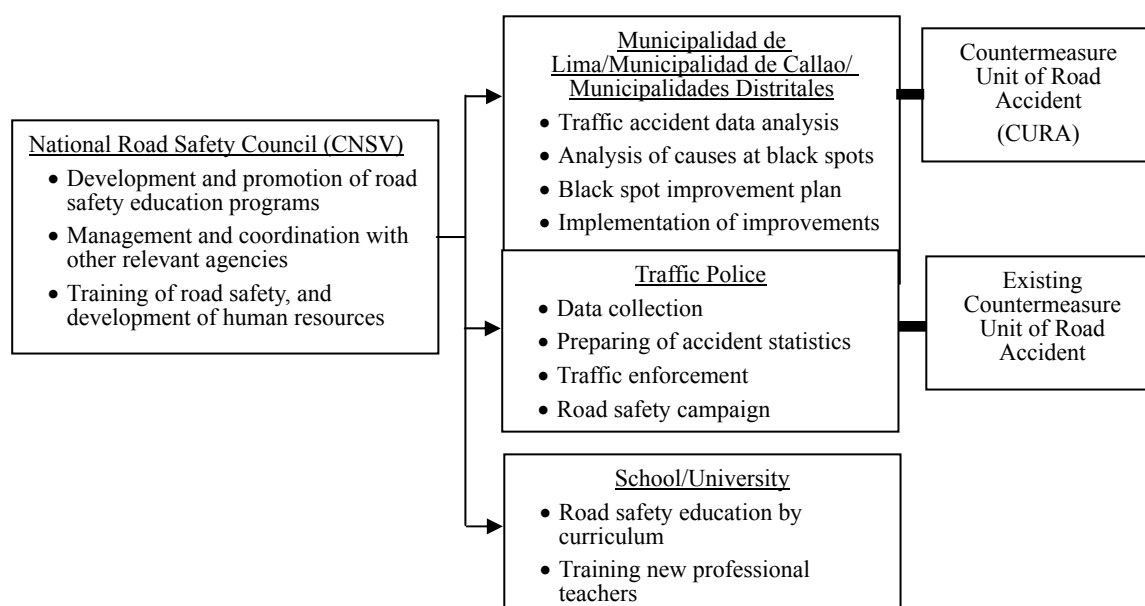 National Road Safety Council (CNSV)
• Development and promotion of road
safety education programs
• Management and coordination with
other relevant agencies
• Training of road safety, and
development of human resources
Municipalidad de
Lima/Municipalidad de Callao/
Municipalidades Distritales
• Traffic accident data analysis
• Analysis of causes at black spots
• Black spot improvement plan
• Implementation of improvements
Countermeasure
Unit of Road
Accident
(CURA)
Traffic Police
• Data collection
• Preparing of accident statistics
• Traffic enforcement
• Road safety campaign
Existing
Countermeasure
Unit of Road
Accident
School/University
• Road safety education by
curriculum
• Training new professional
teachers